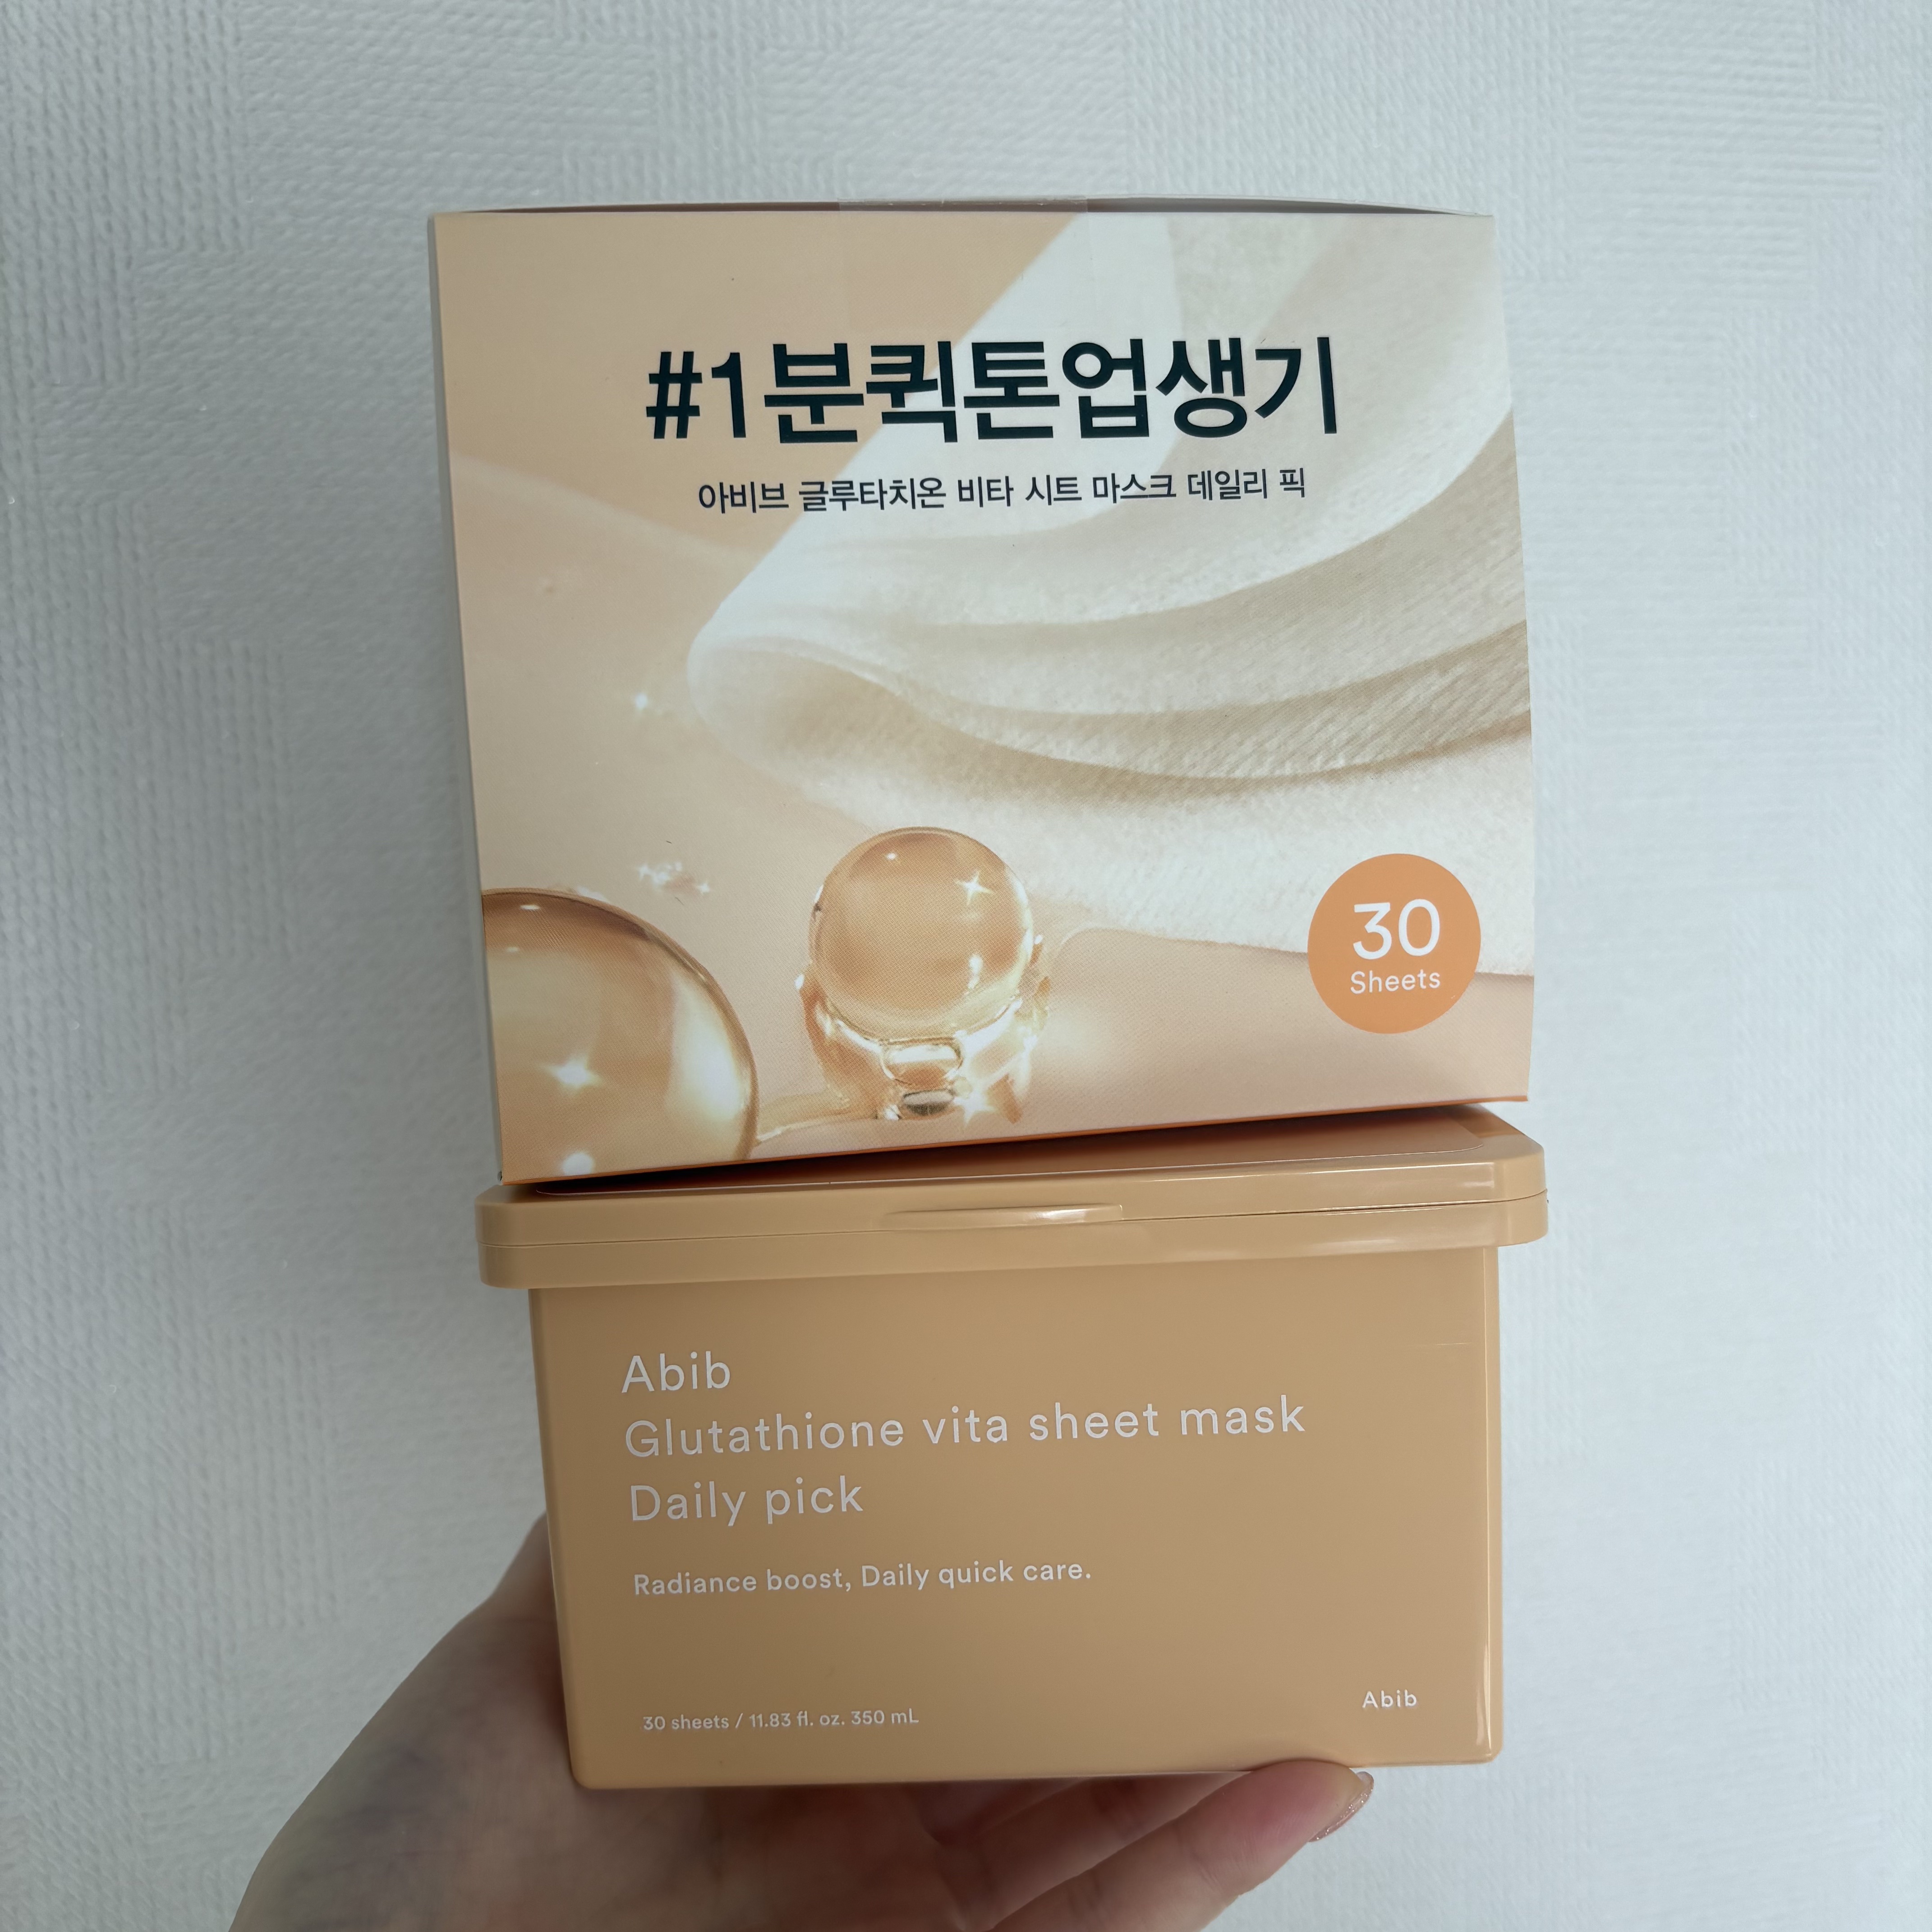 #1분퀵톤업생기
아비브 글루타치온 비타 시트 마스크 데일리 픽
30
Sheets
Abib
Glutathione vita sheet mask
Daily pick
Radiance boost, Daily quick care.
30 sheets / 11.83 fl. oz. 350 mL
Abib